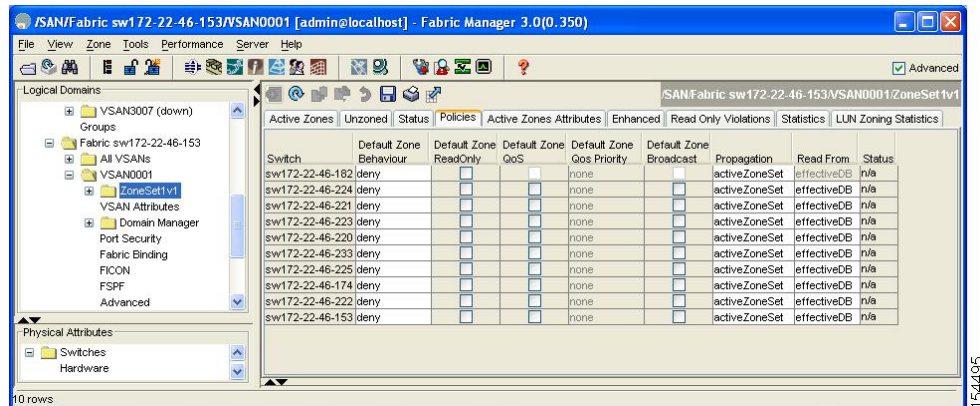 /SAN/Fabric sw172-22-46-153/VSAN0001 [admin@localhost] - Fabric Manager 3.0(0.350)
File View Zone Tools Performance Server Help
Advanced
Logical Domains
VSAN3007 (down)
Groups
Fabric sw172-22-46-153
All VSANs
VSAN0001
ZoneSet1v1
VSAN Attributes
Domain Manager
Port Security
Fabric Binding
FICON
FSPF
Advanced
Physical Attributes
Switches
Hardware
/SAN/Fabric sw172-22-46-153/VSAN0001/ZoneSet1v1
Active Zones Unzoned Status Policies Active Zones Attributes Enhanced Read Only Violations Statistics LUN Zoning Statistics
Default Zone Default Zone Default Zone Default Zone Default Zone
Switch Behaviour ReadOnly QoS Qos Priority Broadcast Propagation Read From Status
sw172-22-46-182 deny none activeZoneSet effectiveDB n/a
sw172-22-46-224 deny none activeZoneSet effectiveDB n/a
sw172-22-46-221 deny none activeZoneSet effectiveDB n/a
sw172-22-46-223 deny none activeZoneSet effectiveDB n/a
sw172-22-46-220 deny none activeZoneSet effectiveDB n/a
sw172-22-46-233 deny none activeZoneSet effectiveDB n/a
sw172-22-46-225 deny none activeZoneSet effectiveDB n/a
sw172-22-46-174 deny none activeZoneSet effectiveDB n/a
sw172-22-46-222 deny none activeZoneSet effectiveDB n/a
sw172-22-46-153 deny none activeZoneSet effectiveDB n/a
10 rows
154495